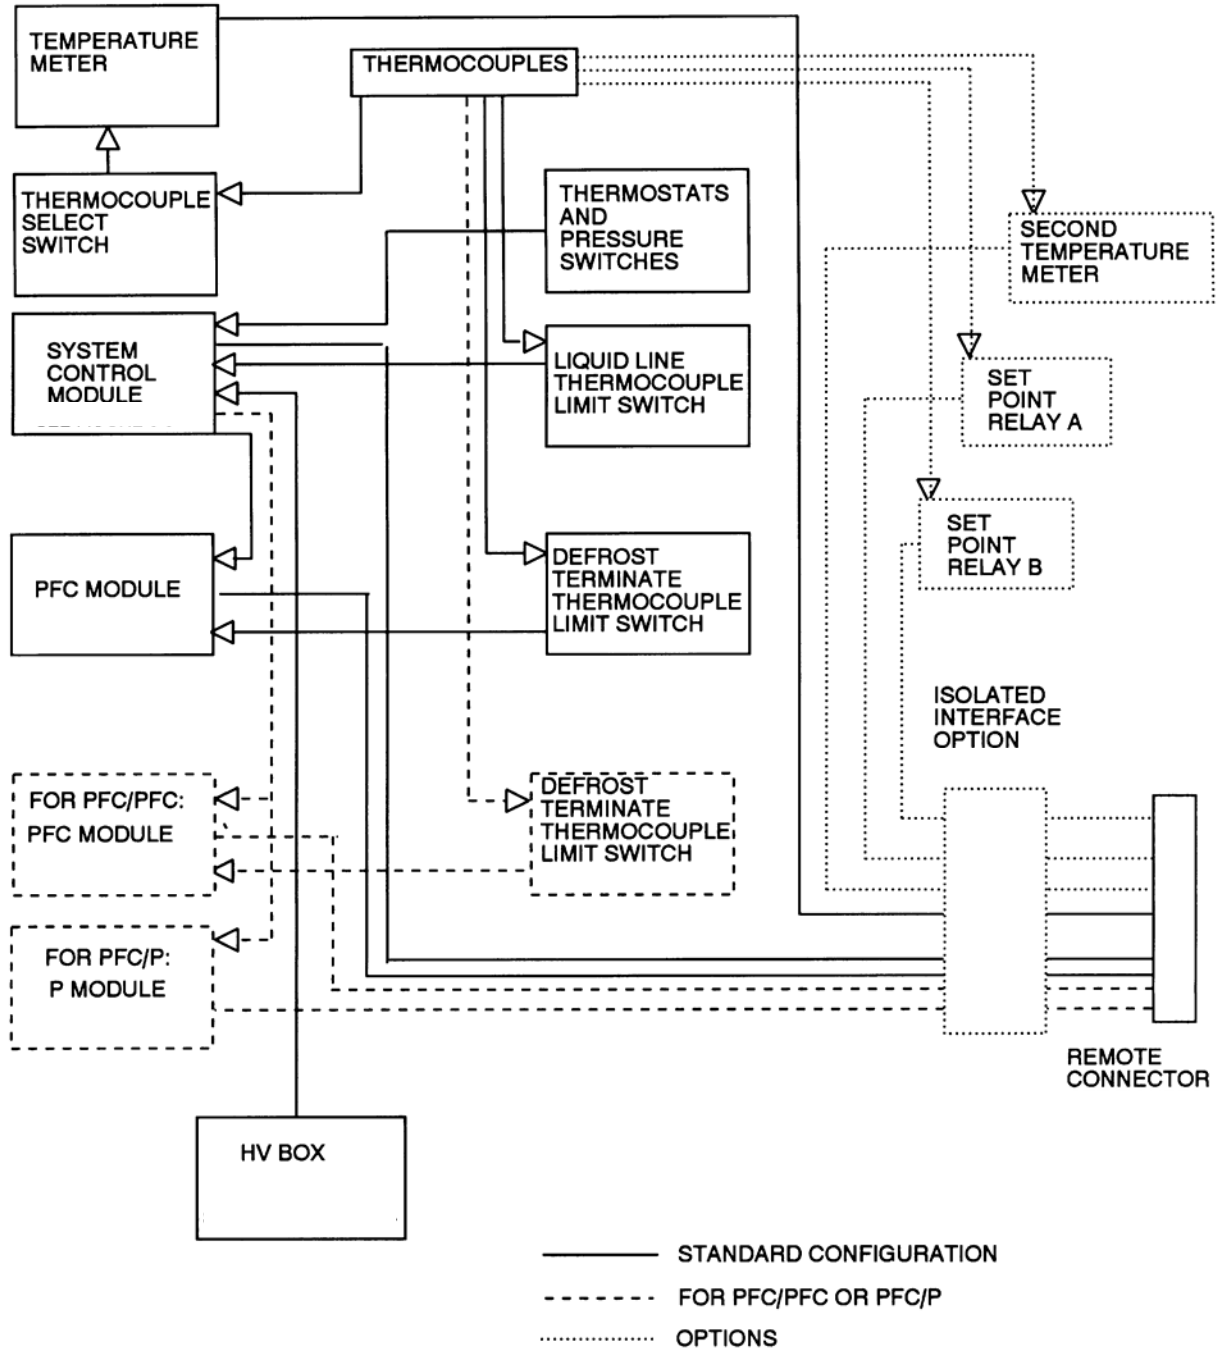 TEMPERATURE
METER
THERMOCOUPLES
THERMOCOUPLE
SELECT
SWITCH
THERMOSTATS
AND
PRESSURE
SWITCHES
SECOND
TEMPERATURE
METER
SYSTEM
CONTROL
MODULE
LIQUID LINE
THERMOCOUPLE
LIMIT SWITCH
SET
POINT
RELAY A
SET
POINT
RELAY B
PFC MODULE
DEFROST
TERMINATE
THERMOCOUPLE
LIMIT SWITCH
ISOLATED
INTERFACE
OPTION
FOR PFC/PFC:
PFC MODULE
DEFROST
TERMINATE
THERMOCOUPLE
LIMIT SWITCH
FOR PFC/P:
P MODULE
REMOTE
CONNECTOR
HV BOX
STANDARD CONFIGURATION
FOR PFC/PFC OR PFC/P
OPTIONS